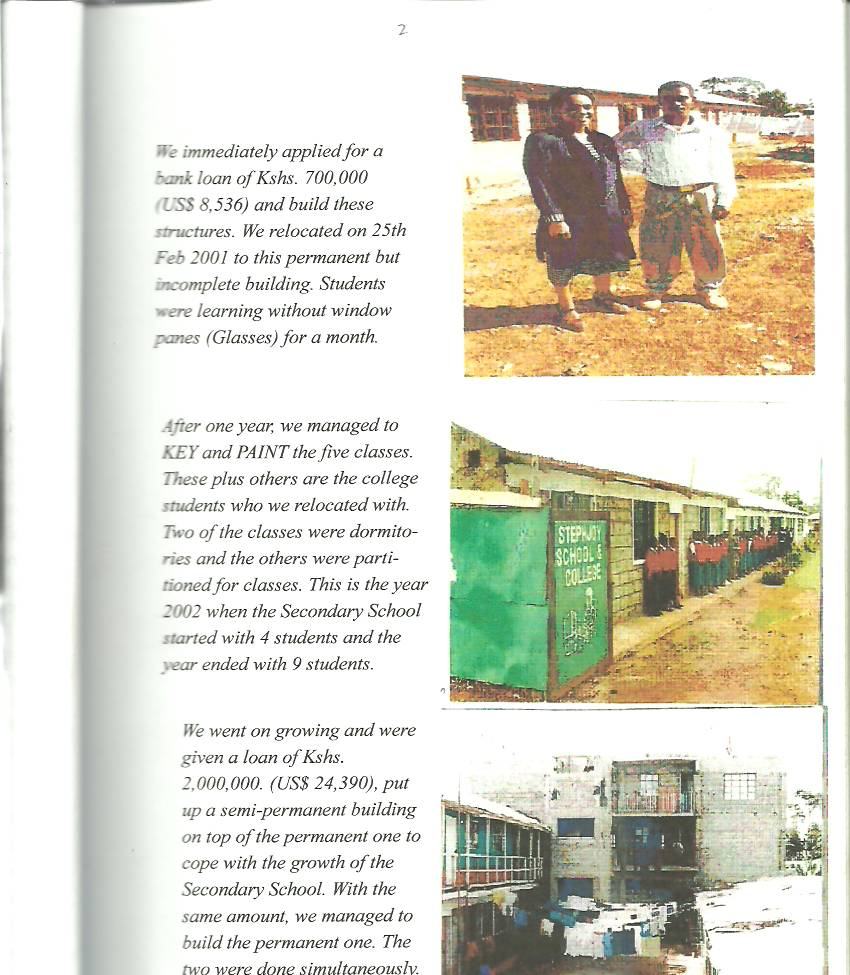 2
We immediately applied for a
bank loan of Kshs. 700,000
(US$ 8,536) and build these
structures. We relocated on 25th
Feb 2001 to this permanent but
incomplete building. Students
were learning without window
panes (Glasses) for a month.
After one year, we managed to
KEY and PAINT the five classes.
These plus others are the college
students who we relocated with.
Two of the classes were dormito-
ries and the others were parti-
tioned for classes. This is the year
2002 when the Secondary School
started with 4 students and the
year ended with 9 students.
STEPHJOY
SCHOOL &
COLLEGE
We went on growing and were
given a loan of Kshs.
2,000,000. (US$ 24,390), put
up a semi-permanent building
on top of the permanent one to
cope with the growth of the
Secondary School. With the
same amount, we managed to
build the permanent one. The
two were done simultaneously.